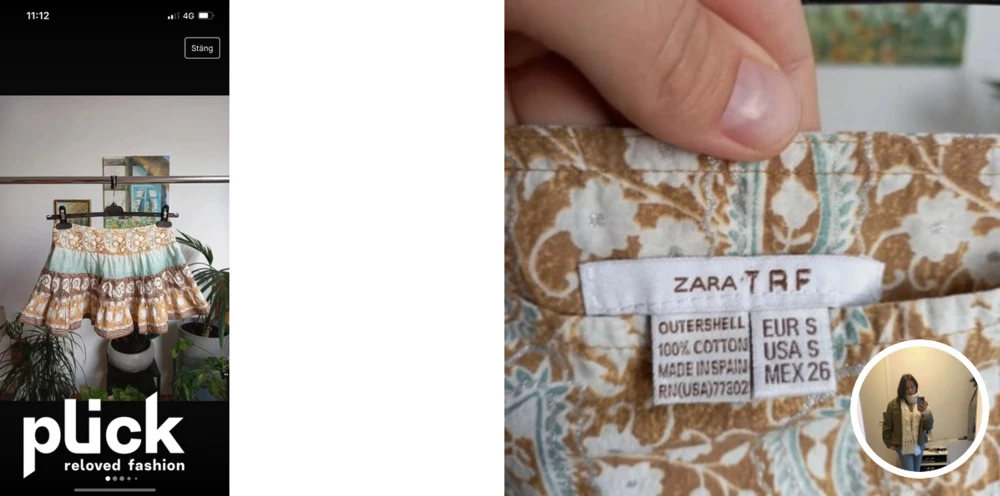 11:12
4G
Stäng
plick
reloved fashion
ZARA TRF
OUTERSHELL
100% COTTON
MADE IN SPAIN
RN(USA)77302
EUR S
USA S
MEX 26